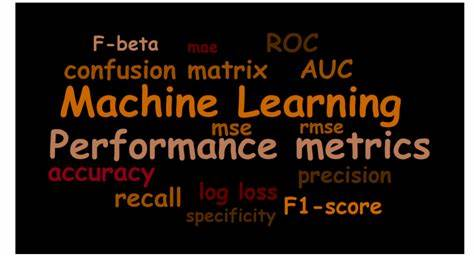 F-beta mae ROC
confusion matrix AUC
Machine Learning
mse rmse
Performance metrics
accuracy precision
recall log loss F1-score
specificity